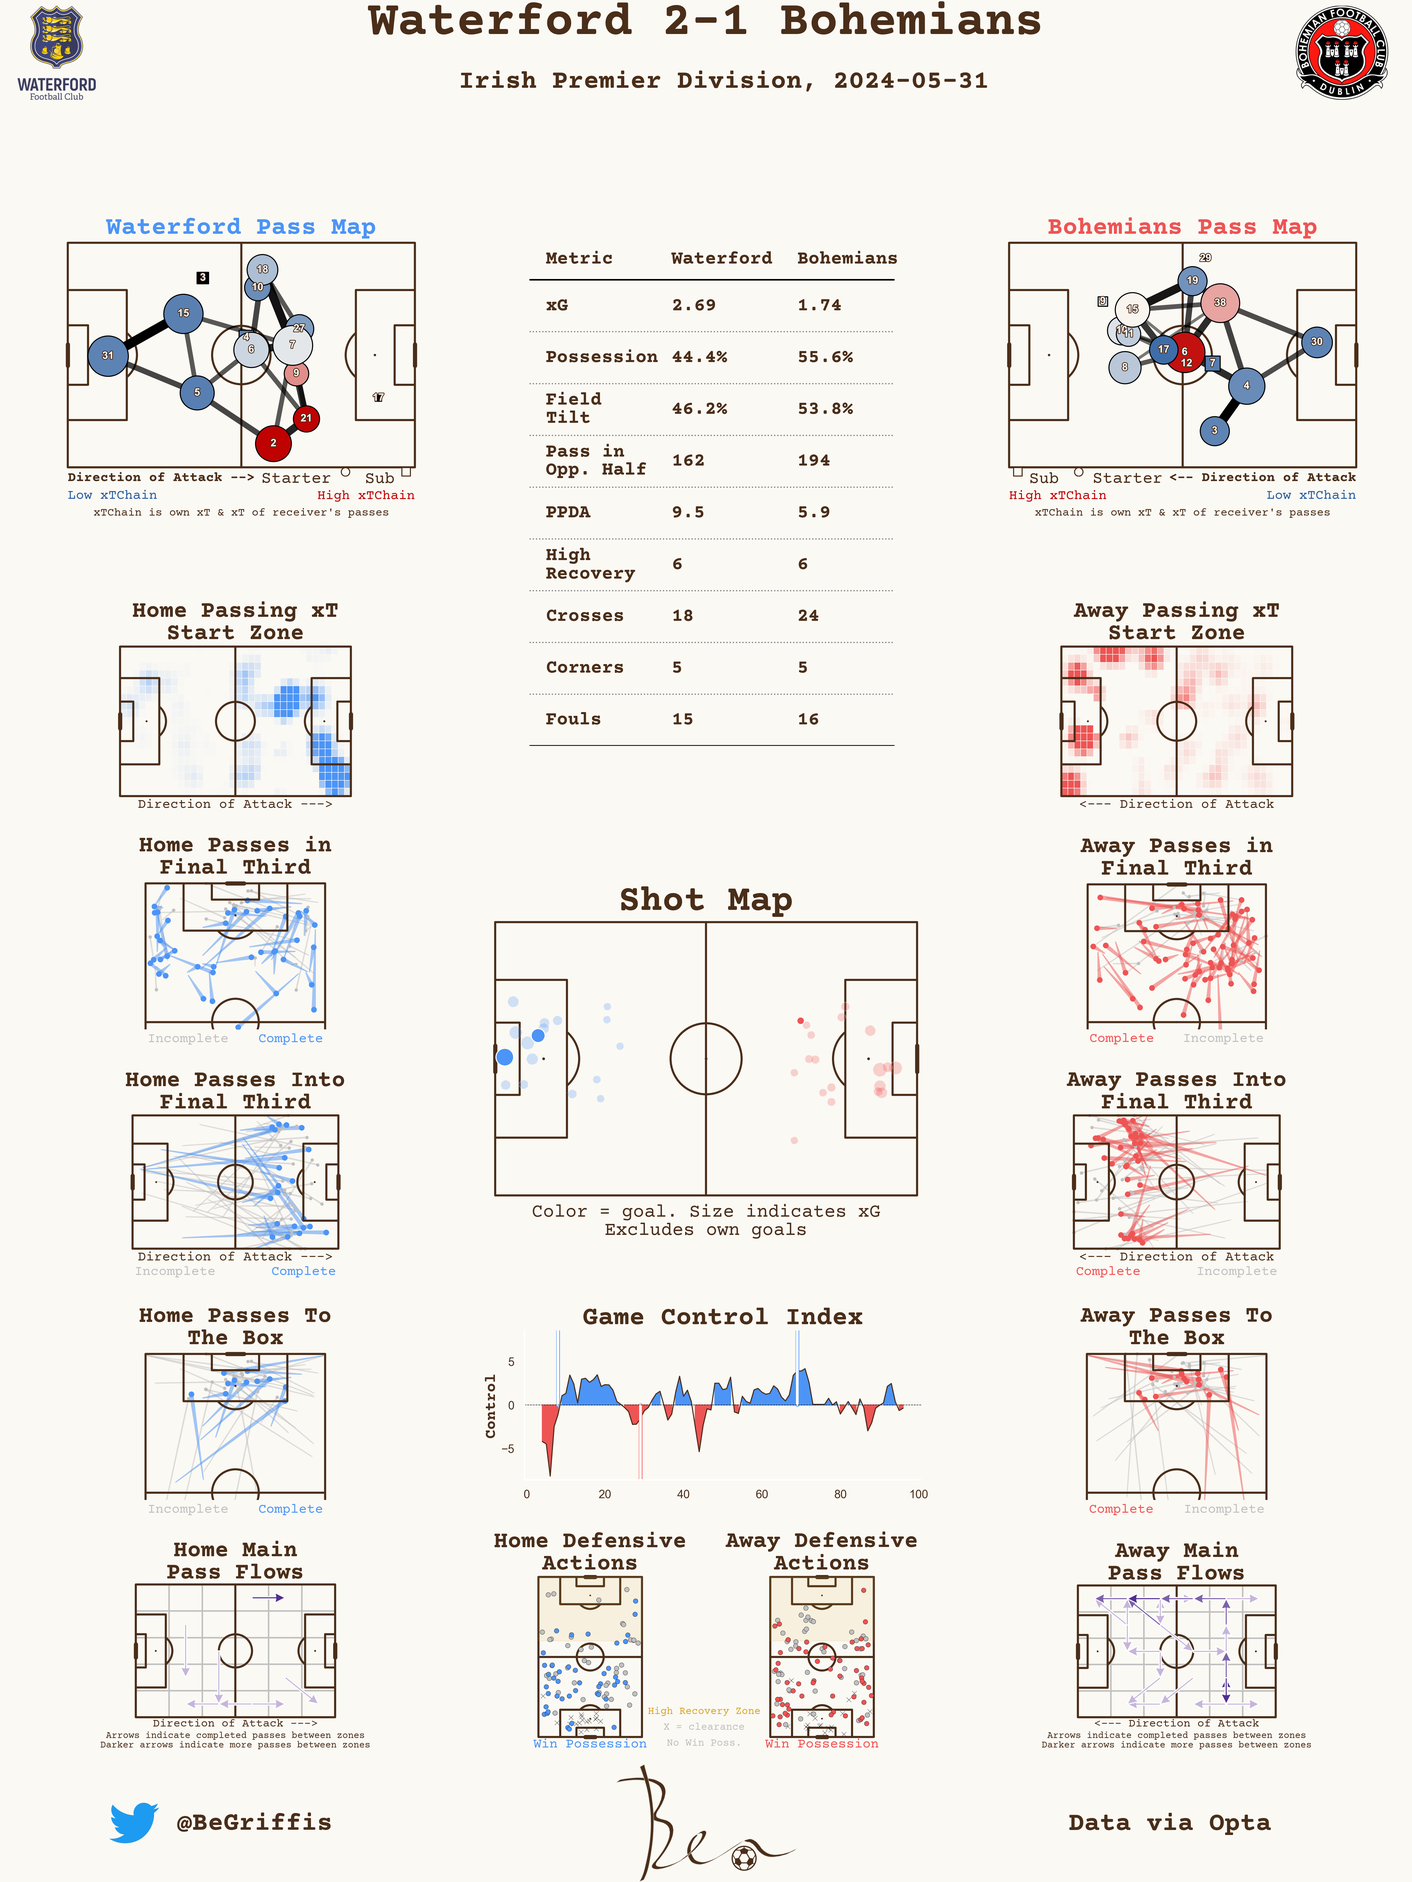 Waterford 2-1 Bohemians
Irish Premier Division, 2024-05-31
WATERFORD
Football Club
BOHEMIAN FOOTBALL CLUB
DUBLIN
Waterford Pass Map
3
18
10
15
27
4
7
6
31
9
5
17
21
2
Direction of Attack --> Starter Sub
Low xTChain High xTChain
xTChain is own xT & xT of receiver's passes
Metric Waterford Bohemians
xG 2.69 1.74
Possession 44.4% 55.6%
Field
Tilt 46.2% 53.8%
Pass in
Opp. Half 162 194
PPDA 9.5 5.9
High
Recovery 6 6
Crosses 18 24
Corners 5 5
Fouls 15 16
Bohemians Pass Map
29
19
9
38
15
11
30
17
6
12
7
8
4
3
Sub Starter <-- Direction of Attack
High xTChain Low xTChain
xTChain is own xT & xT of receiver's passes
Home Passing xT
Start Zone
Direction of Attack --->
Away Passing xT
Start Zone
<--- Direction of Attack
Home Passes in
Final Third
Incomplete Complete
Away Passes in
Final Third
Complete Incomplete
Shot Map
Color = goal. Size indicates xG
Excludes own goals
Home Passes Into
Final Third
Direction of Attack --->
Incomplete Complete
Away Passes Into
Final Third
<--- Direction of Attack
Complete Incomplete
Home Passes To
The Box
Incomplete Complete
Game Control Index
Control
5
0
−5
0 20 40 60 80 100
Away Passes To
The Box
Complete Incomplete
Home Main
Pass Flows
Direction of Attack --->
Arrows indicate completed passes between zones
Darker arrows indicate more passes between zones
Home Defensive
Actions
Win Possession
High Recovery Zone
X = clearance
No Win Poss.
Away Defensive
Actions
Win Possession
Away Main
Pass Flows
<--- Direction of Attack
Arrows indicate completed passes between zones
Darker arrows indicate more passes between zones
@BeGriffis
Ben
Data via Opta